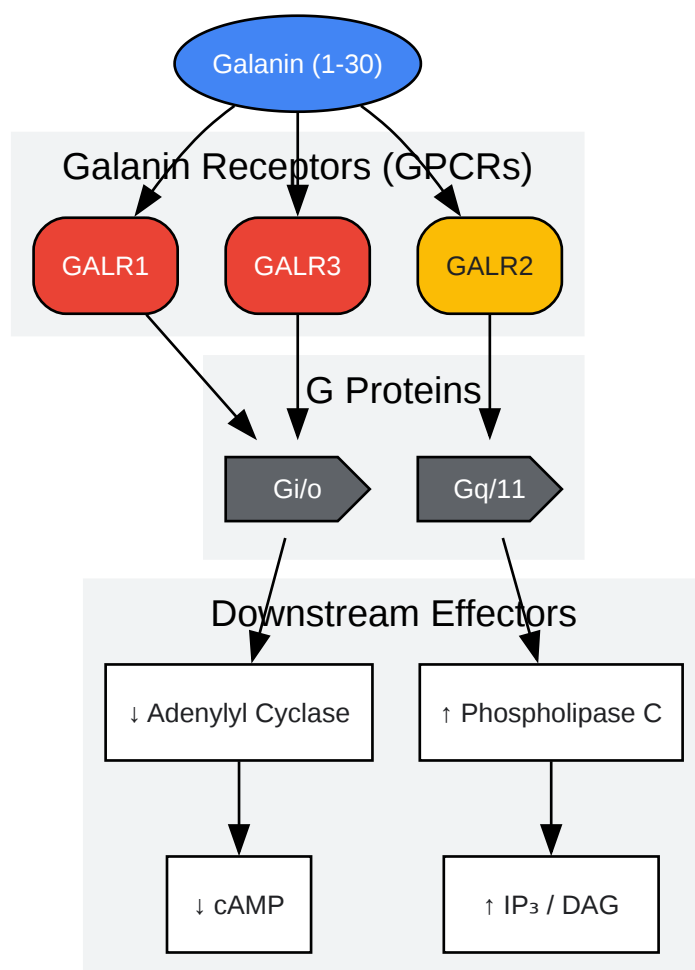 Galanin (1-30)
Galanin Receptors (GPCRs)
GALR1
GALR3
GALR2
G Proteins
Gi/o
Gq/11
Downstream Effectors
↓ Adenylyl Cyclase
↑ Phospholipase C
↓ cAMP
↑ IP₃ / DAG